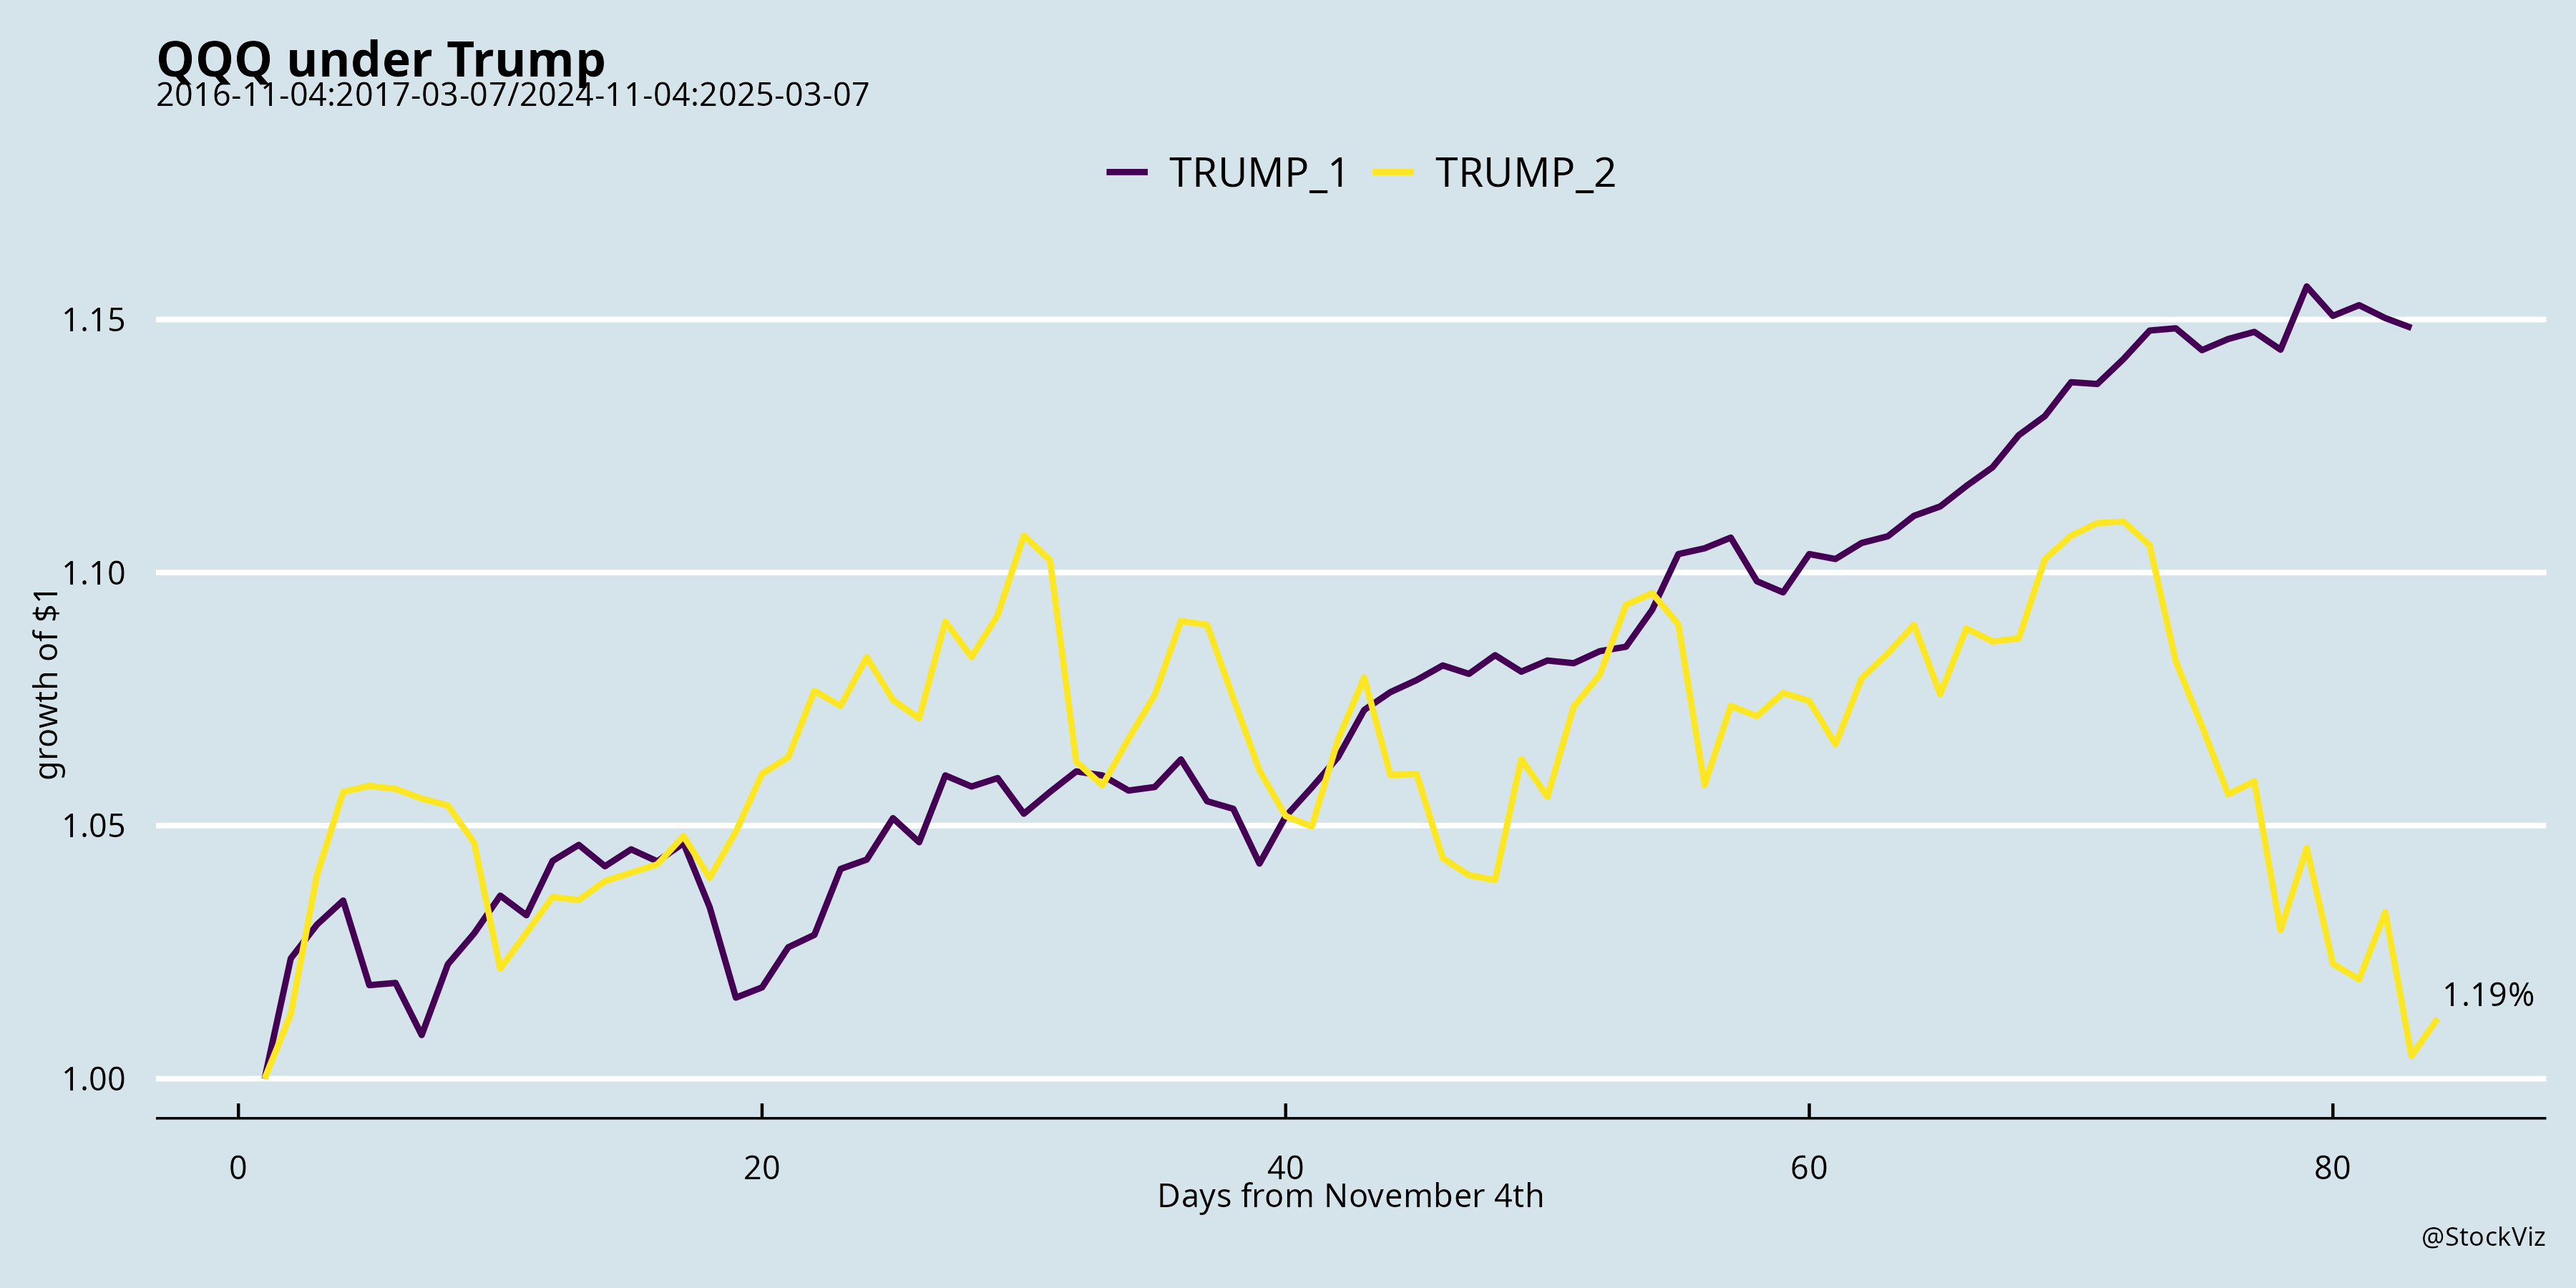 QQQ under Trump
2016-11-04:2017-03-07/2024-11-04:2025-03-07
TRUMP_1 TRUMP_2
1.15
1.10
1.05
1.00
growth of $1
1.19%
0 20 40 60 80
Days from November 4th
@StockViz